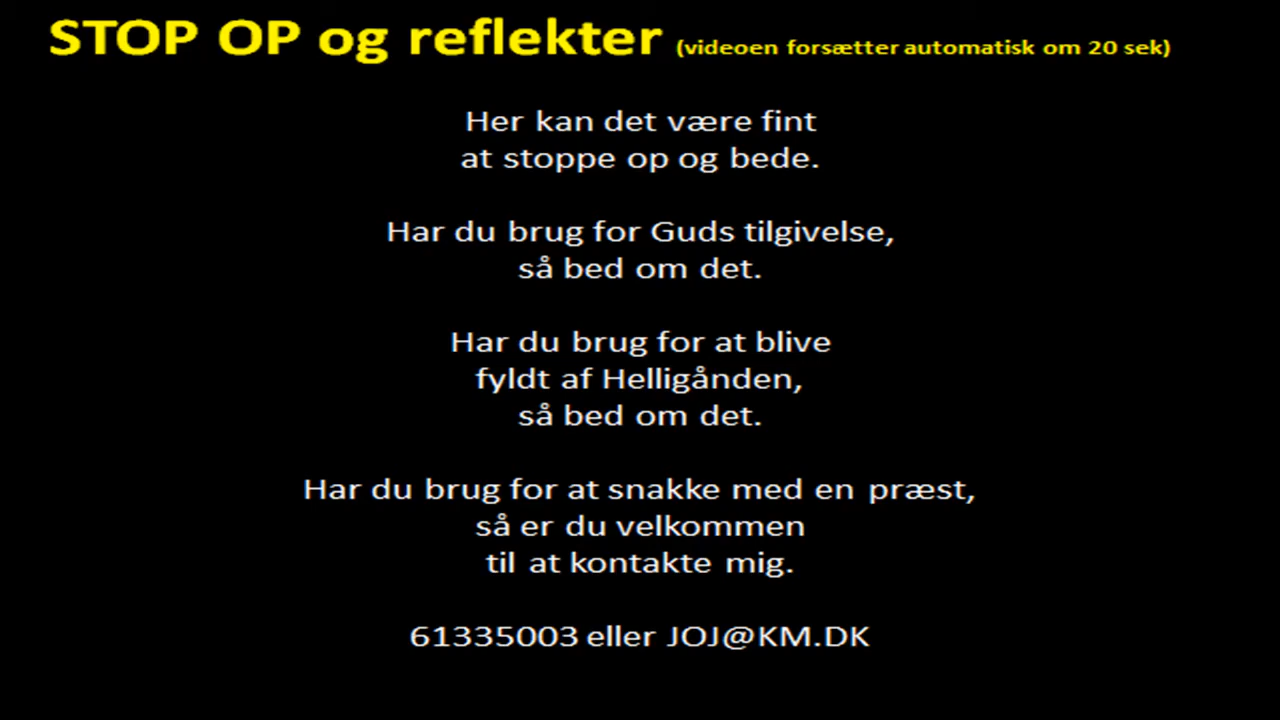 STOP OP og reflekter (videoen forsætter automatisk om 20 sek)
Her kan det være fint
at stoppe op og bede.
Har du brug for Guds tilgivelse,
så bed om det.
Har du brug for at blive
fyldt af Helligånden,
så bed om det.
Har du brug for at snakke med en præst,
så er du velkommen
til at kontakte mig.
61335003 eller JOJ@KM.DK